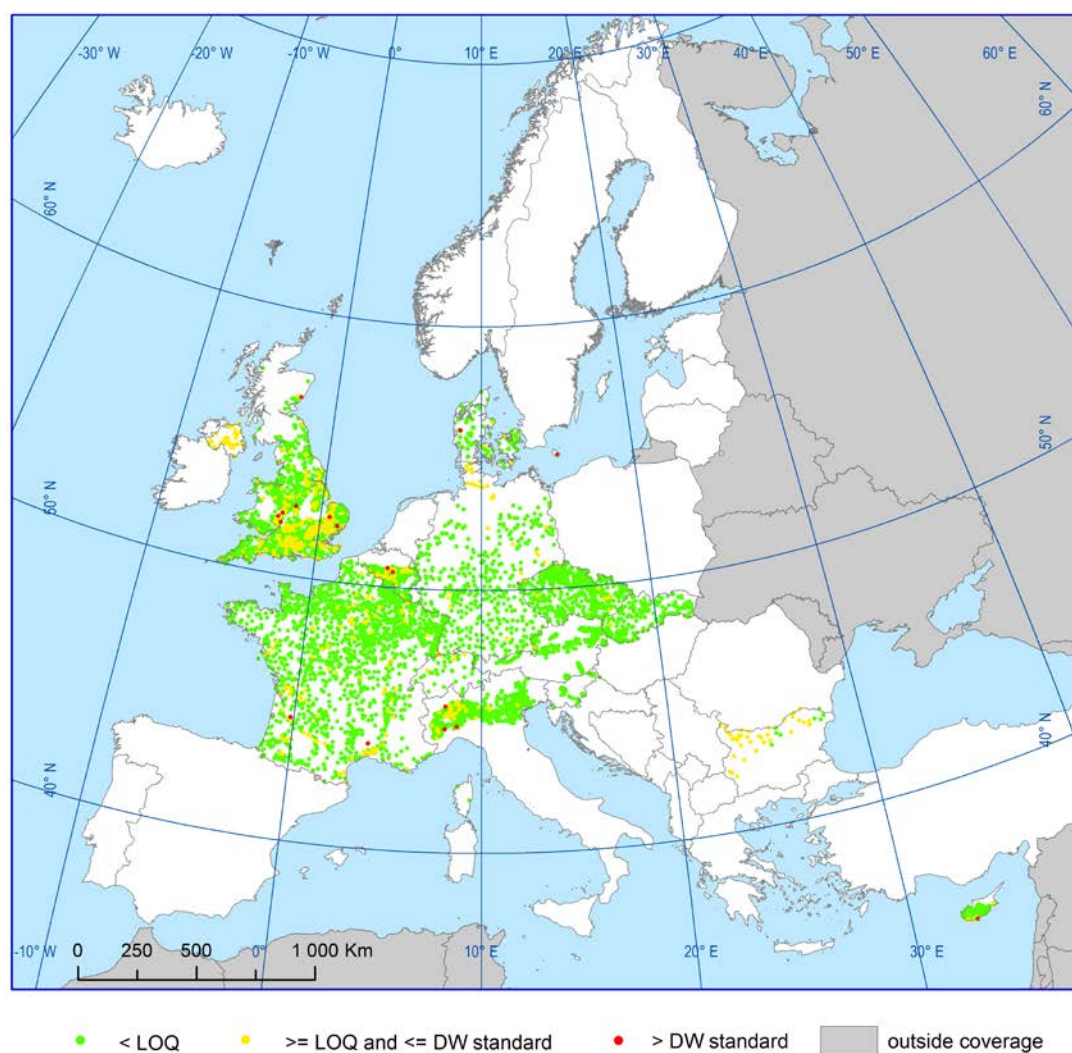 -30° W
-20° W
-10° W
0°
10° E
20° E
30° E
40° E
50° E
60° E
60° N
60° N
50° N
50° N
40° N
40° N
-10° W
0°
10° E
20° E
30° E
0 250 500 1 000 Km
< LOQ >= LOQ and <= DW standard > DW standard outside coverage